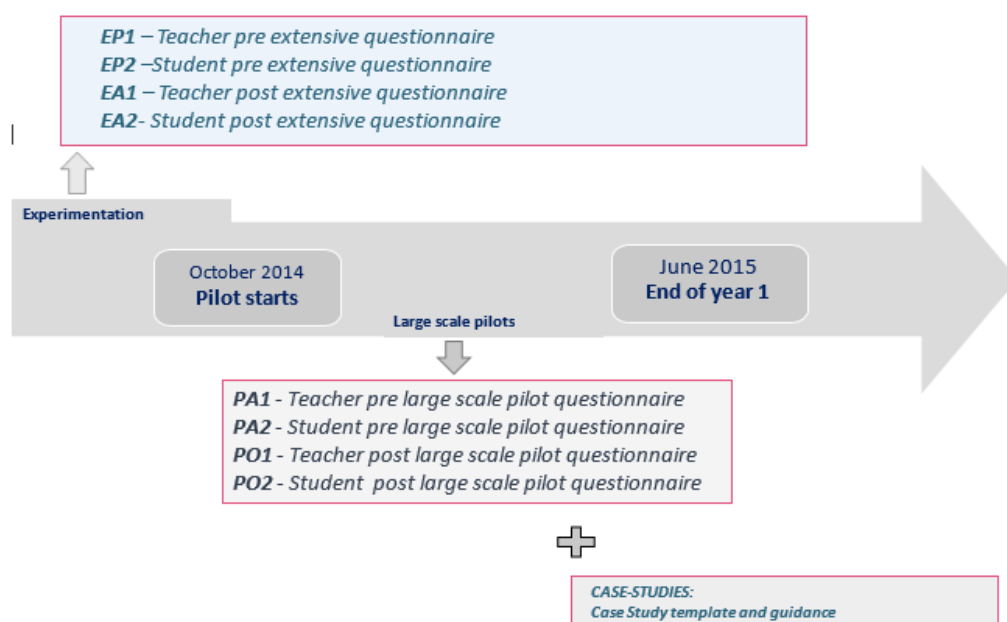 EP1 – Teacher pre extensive questionnaire
EP2 –Student pre extensive questionnaire
EA1 – Teacher post extensive questionnaire
EA2- Student post extensive questionnaire
Experimentation
October 2014
Pilot starts
June 2015
End of year 1
Large scale pilots
PA1 - Teacher pre large scale pilot questionnaire
PA2 - Student pre large scale pilot questionnaire
PO1 - Teacher post large scale pilot questionnaire
PO2 - Student post large scale pilot questionnaire
CASE-STUDIES:
Case Study template and guidance